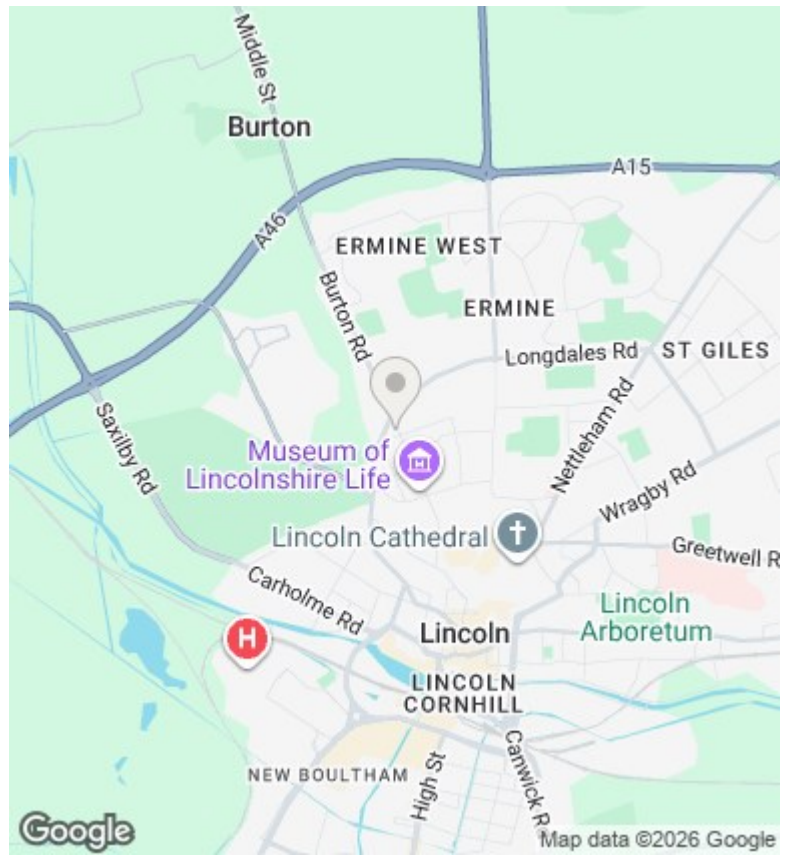 Middle St
Burton
A15
A46
ERMINE WEST
Burton Rd
ERMINE
Longdales Rd
ST GILES
Saxilby Rd
Nettleham Rd
Museum of
Lincolnshire Life
Wragby Rd
Lincoln Cathedral
Greetwell R
Carholme Rd
Lincoln
Arboretum
H
Lincoln
LINCOLN
CORNHILL
NEW BOULTHAM
High St
Canwick R
Google
Map data ©2026 Google